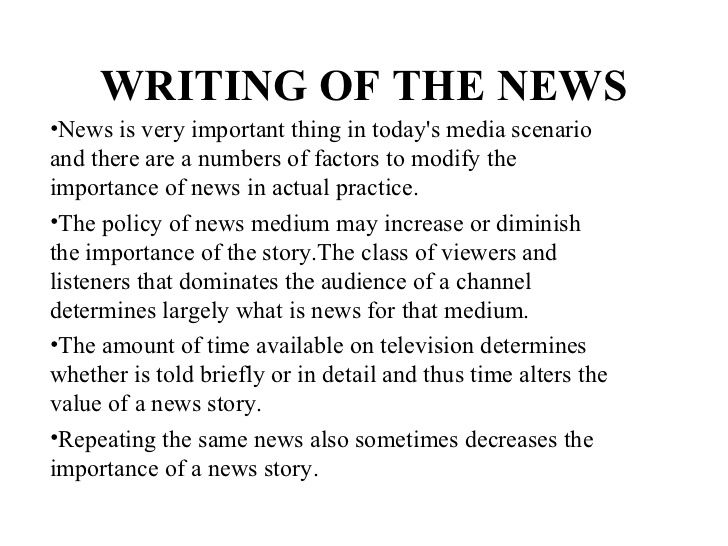 WRITING OF THE NEWS
•News is very important thing in today's media scenario
and there are a numbers of factors to modify the
importance of news in actual practice.
•The policy of news medium may increase or diminish
the importance of the story.The class of viewers and
listeners that dominates the audience of a channel
determines largely what is news for that medium.
•The amount of time available on television determines
whether is told briefly or in detail and thus time alters the
value of a news story.
•Repeating the same news also sometimes decreases the
importance of a news story.